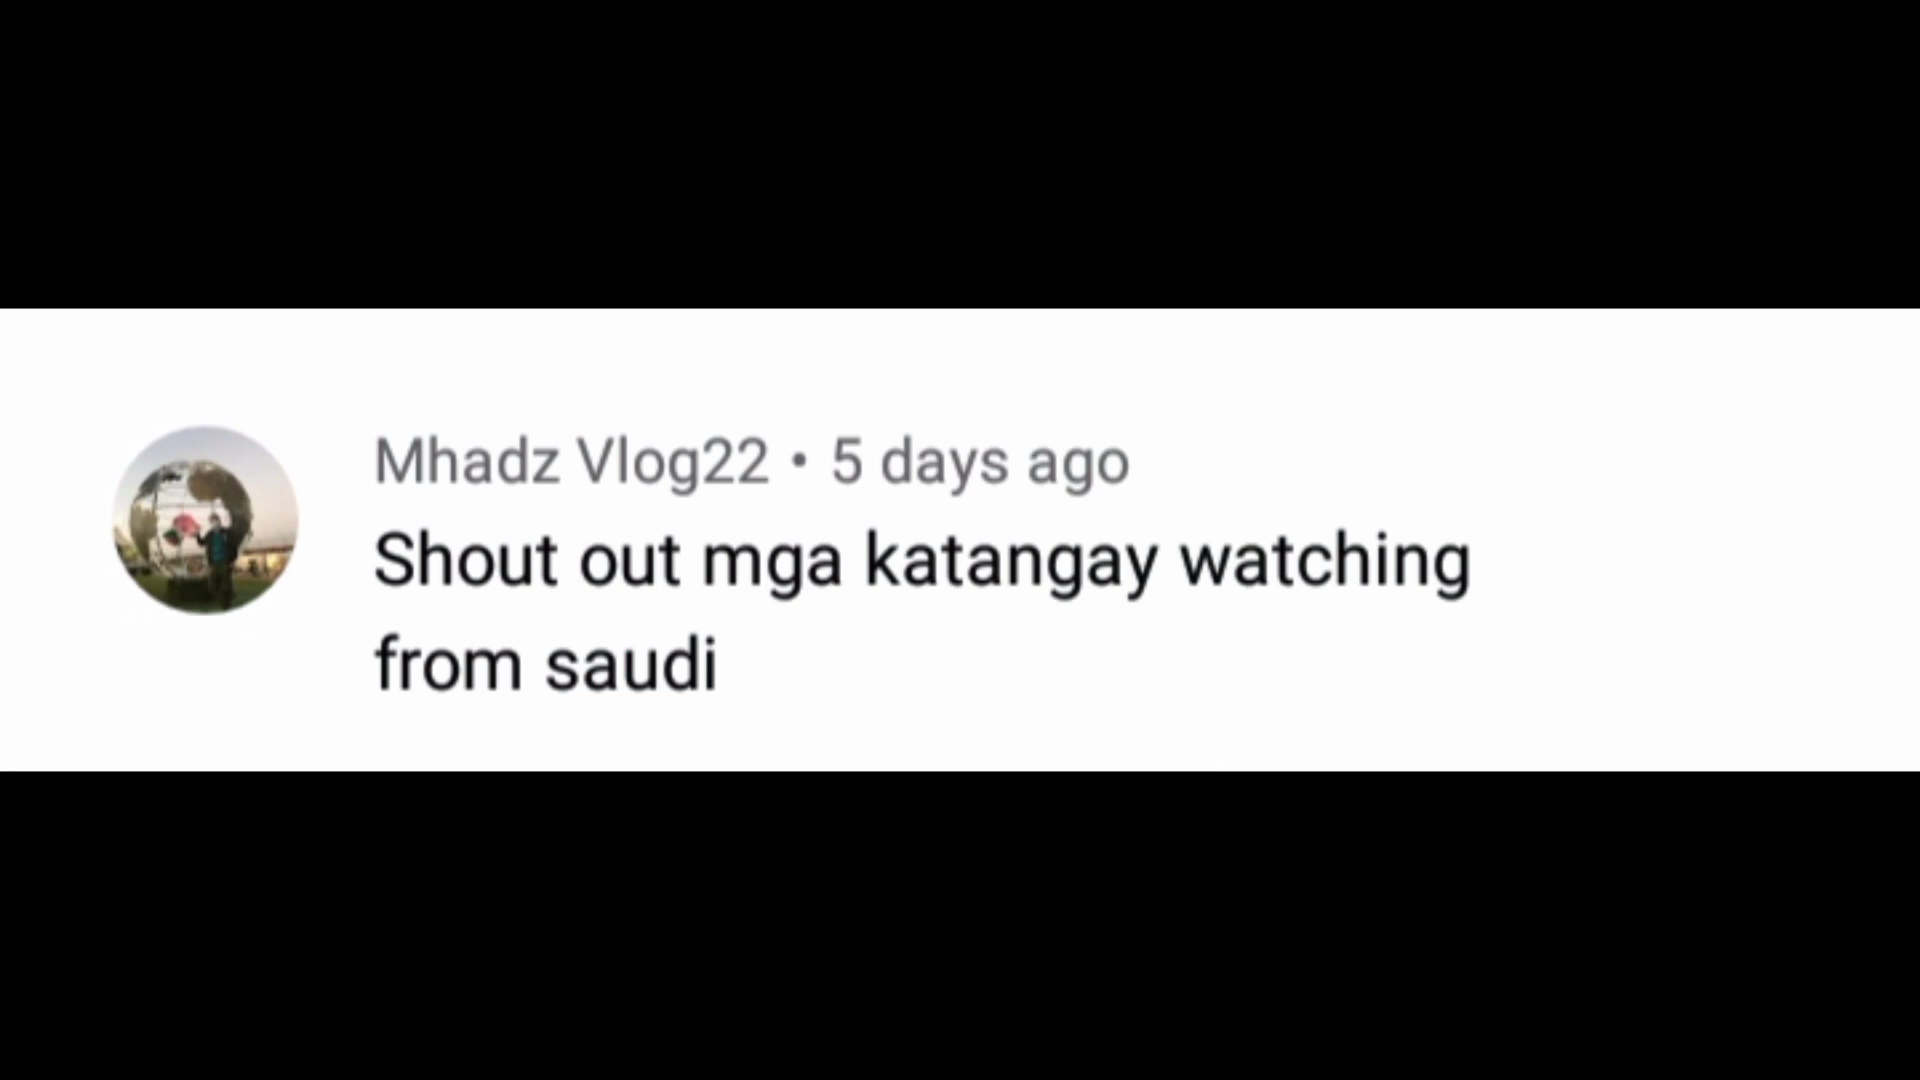 Mhadz Vlog22 • 5 days ago
Shout out mga katangay watching
from saudi